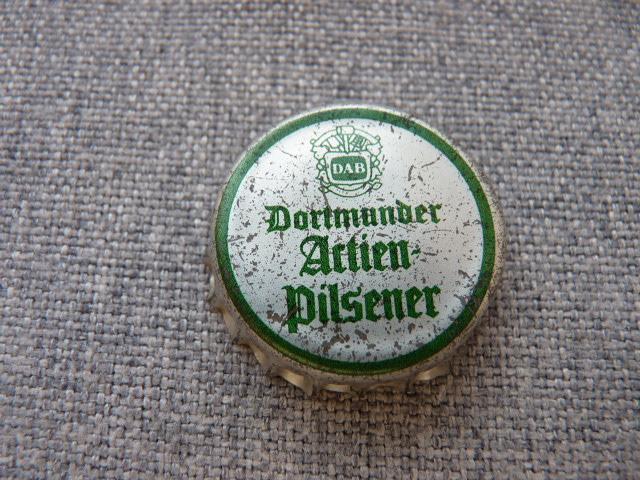 DAB
Dortmunder
Actien-
Pilsener